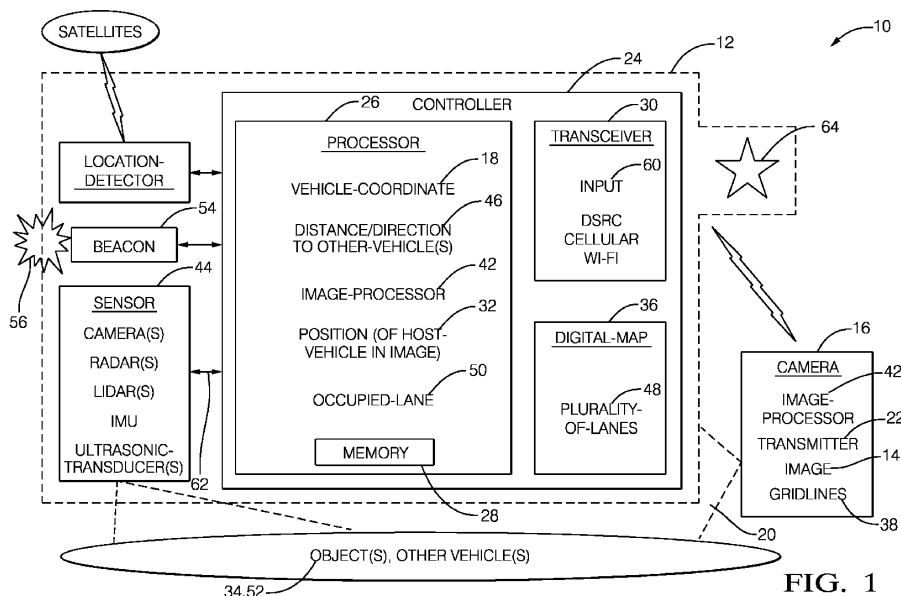 SATELLITES
10
12
24
CONTROLLER
26
PROCESSOR
18
VEHICLE-COORDINATE
46
DISTANCE/DIRECTION
TO OTHER-VEHICLE(S)
42
IMAGE-PROCESSOR
32
POSITION (OF HOST-
VEHICLE IN IMAGE)
50
OCCUPIED-LANE
MEMORY
28
30
TRANSCEIVER
60
INPUT
DSRC
CELLULAR
WI-FI
36
DIGITAL-MAP
48
PLURALITY-
OF-LANES
64
LOCATION-
DETECTOR
54
BEACON
56
44
SENSOR
CAMERA(S)
RADAR(S)
LIDAR(S)
IMU
ULTRASONIC-
TRANSDUCER(S)
62
16
CAMERA
42
IMAGE-
PROCESSOR
22
TRANSMITTER
14
IMAGE
GRIDLINES
38
20
OBJECT(S), OTHER VEHICLE(S)
34,52
FIG. 1